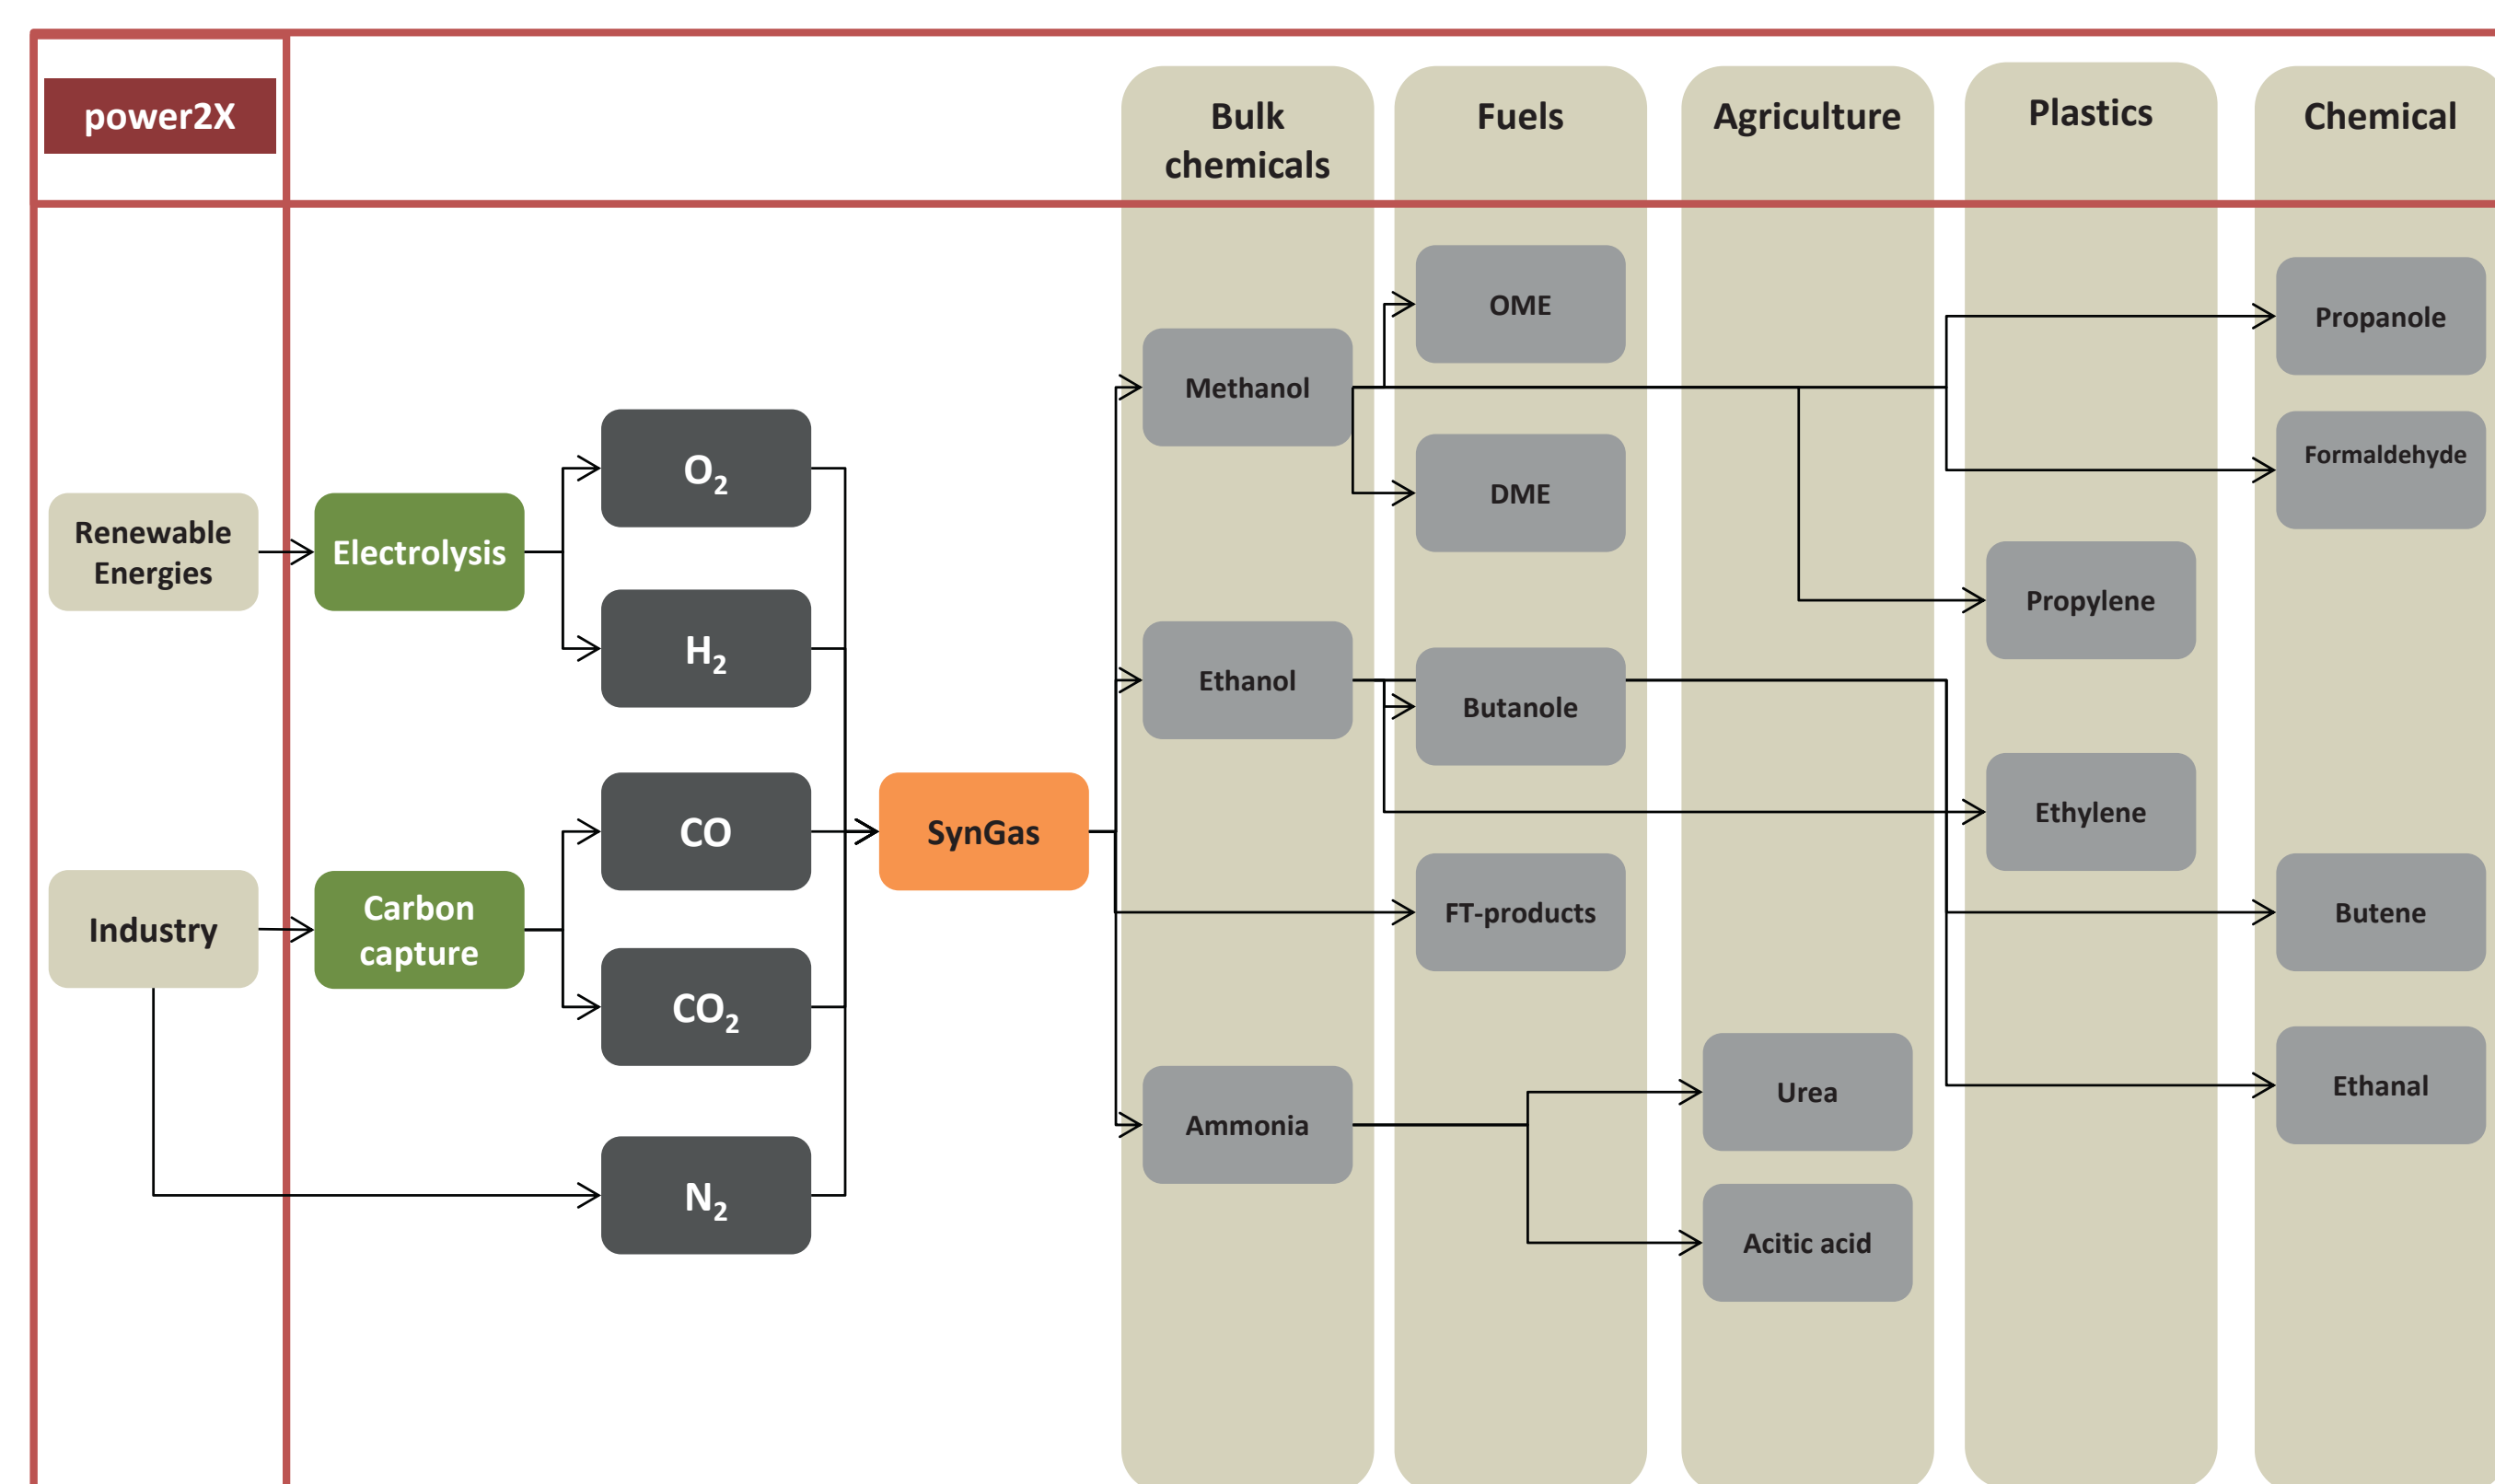 power2X
Bulk
chemicals
Fuels
Agriculture
Plastics
Chemical
Renewable
Energies
Industry
Electrolysis
Carbon
capture
O₂
H₂
CO
CO₂
N₂
SynGas
Methanol
Ethanol
Ammonia
OME
DME
Butanole
FT-products
Urea
Acitic acid
Propylene
Ethylene
Propanole
Formaldehyde
Butene
Ethanal